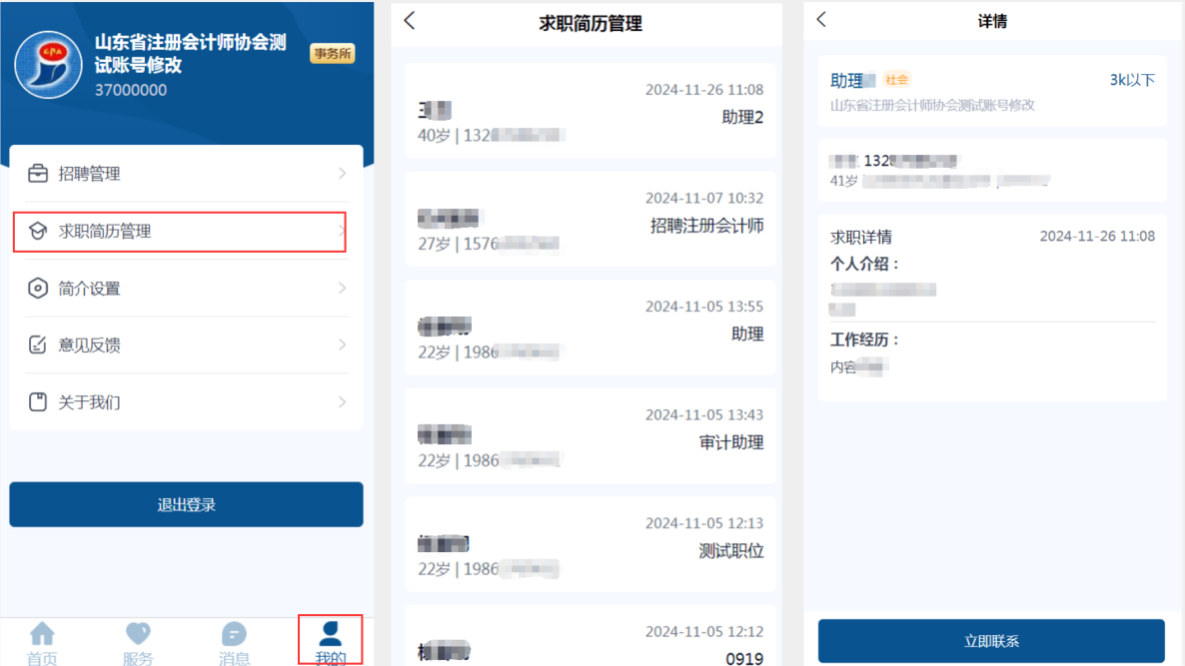 山东省注册会计师协会测
试账号修改
事务所
37000000
招聘管理
求职简历管理
简介设置
意见反馈
关于我们
退出登录
首页
服务
消息
我的
求职简历管理
2024-11-26 11:08
助理2
40岁 | 132
2024-11-07 10:32
招聘注册会计师
27岁 | 1576
2024-11-05 13:55
助理
22岁 | 1986
2024-11-05 13:43
审计助理
22岁 | 1986
2024-11-05 12:13
测试职位
22岁 | 1986
2024-11-05 12:12
0919
详情
助理 社会 3k以下
山东省注册会计师协会测试账号修改
132
41岁
求职详情 2024-11-26 11:08
个人介绍：
工作经历：
内容
立即联系